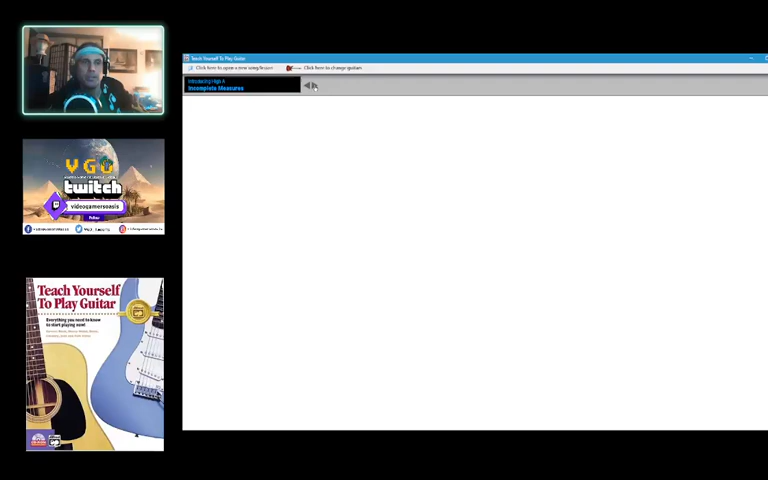 Teach Yourself To Play Guitar
Click here to open a new song/lesson
Click here to change guitars
Introducing High A
Incomplete Measures
VGO
twitch
videogamersoasis
Follow
Teach Yourself
To Play Guitar
Everything you need to know
to start playing now!